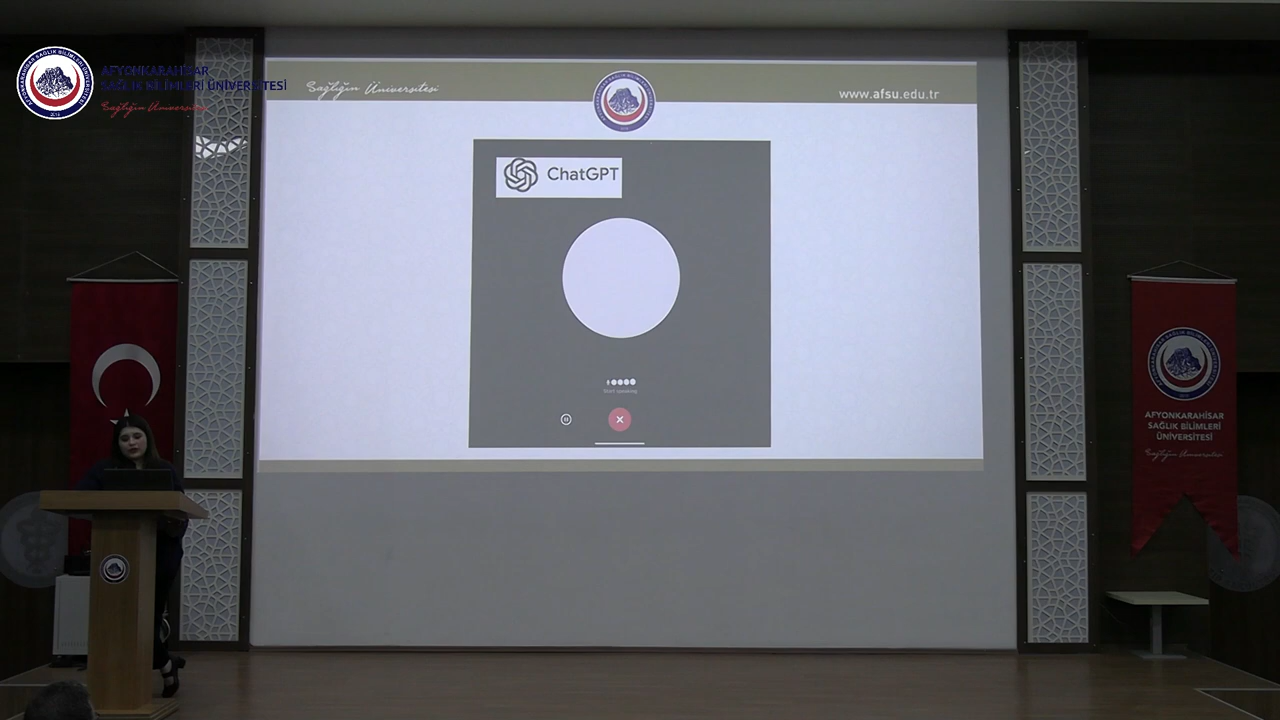 AFYONKARAHİSAR
SAĞLIK BİLİMLERİ ÜNİVERSİTESİ
Sağlığın Üniversitesi
Sağlığın Üniversitesi
www.afsu.edu.tr
ChatGPT
Start speaking
AFYONKARAHİSAR
SAĞLIK BİLİMLERİ
ÜNİVERSİTESİ
Sağlığın Üniversitesi